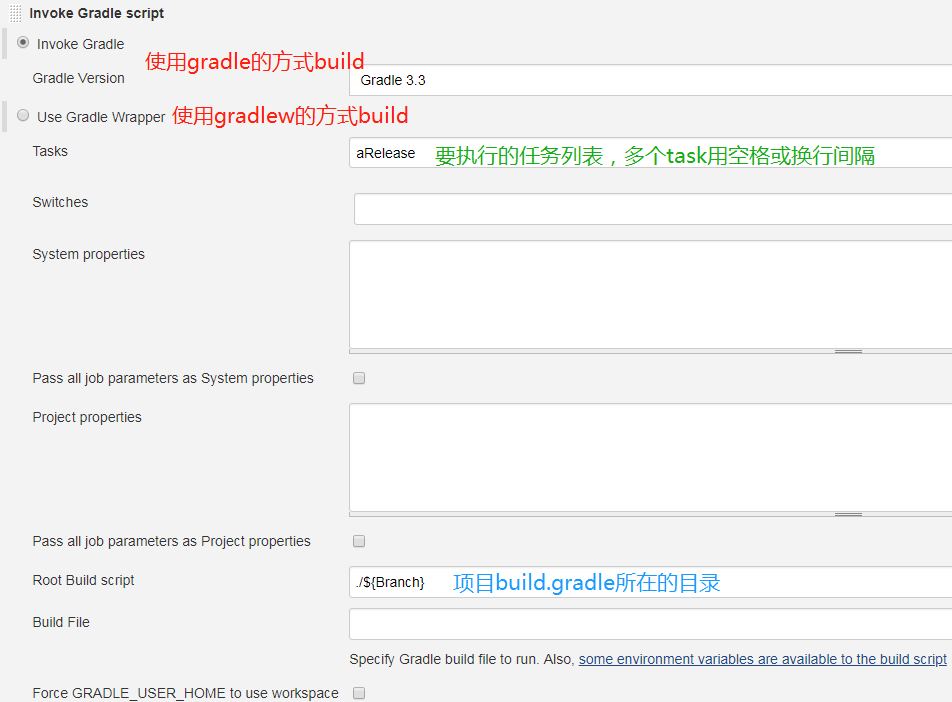 Invoke Gradle script
Invoke Gradle
使用gradle的方式build
Gradle Version
Gradle 3.3
Use Gradle Wrapper 使用gradlew的方式build
Tasks
aRelease 要执行的任务列表，多个task用空格或换行间隔
Switches
System properties
Pass all job parameters as System properties
Project properties
Pass all job parameters as Project properties
Root Build script
./${Branch} 项目build.gradle所在的目录
Build File
Specify Gradle build file to run. Also, some environment variables are available to the build script
Force GRADLE_USER_HOME to use workspace